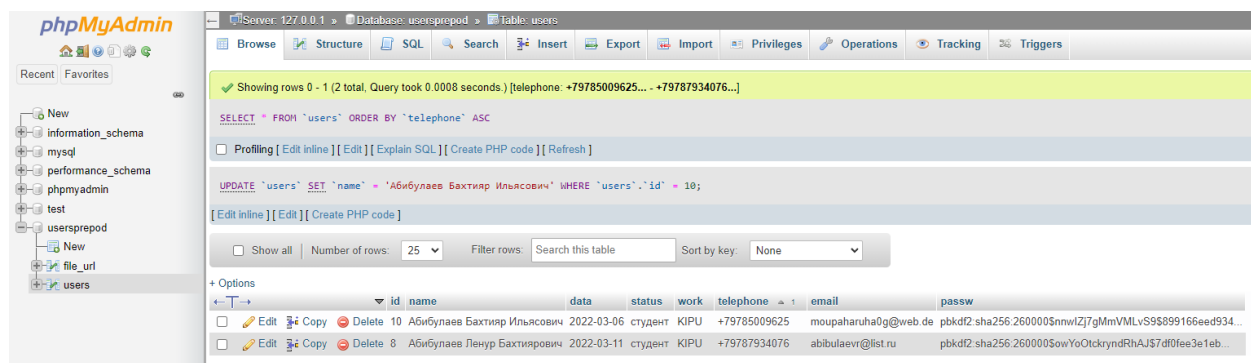 phpMyAdmin
Recent Favorites
New
information_schema
mysql
performance_schema
phpmyadmin
test
usersprepod
New
file_url
users
Server: 127.0.0.1 » Database: usersprepod » Table: users
Browse Structure SQL Search Insert Export Import Privileges Operations Tracking Triggers
Showing rows 0 - 1 (2 total, Query took 0.0008 seconds.) [telephone: +79785009625... - +79787934076...]
SELECT * FROM `users` ORDER BY `telephone` ASC
Profiling [ Edit inline ] [ Edit ] [ Explain SQL ] [ Create PHP code ] [ Refresh ]
UPDATE `users` SET `name` = 'Абибулаев Бахтияр Ильясович' WHERE `users`.`id` = 10;
[ Edit inline ] [ Edit ] [ Create PHP code ]
Show all | Number of rows: 25 Filter rows: Search this table Sort by key: None
+ Options
id name data status work telephone 1 email passw
Edit Copy Delete 10 Абибулаев Бахтияр Ильясович 2022-03-06 студент KIPU +79785009625 moupaharuha0g@web.de pbkdf2:sha256:260000$nnwIZj7gMmVMLvS9$899166eed934...
Edit Copy Delete 8 Абибулаев Ленур Бахтиярович 2022-03-11 студент KIPU +79787934076 abibulaevr@list.ru pbkdf2:sha256:260000$owYoOtckryndRhAJ$7df0fee3e1eb...